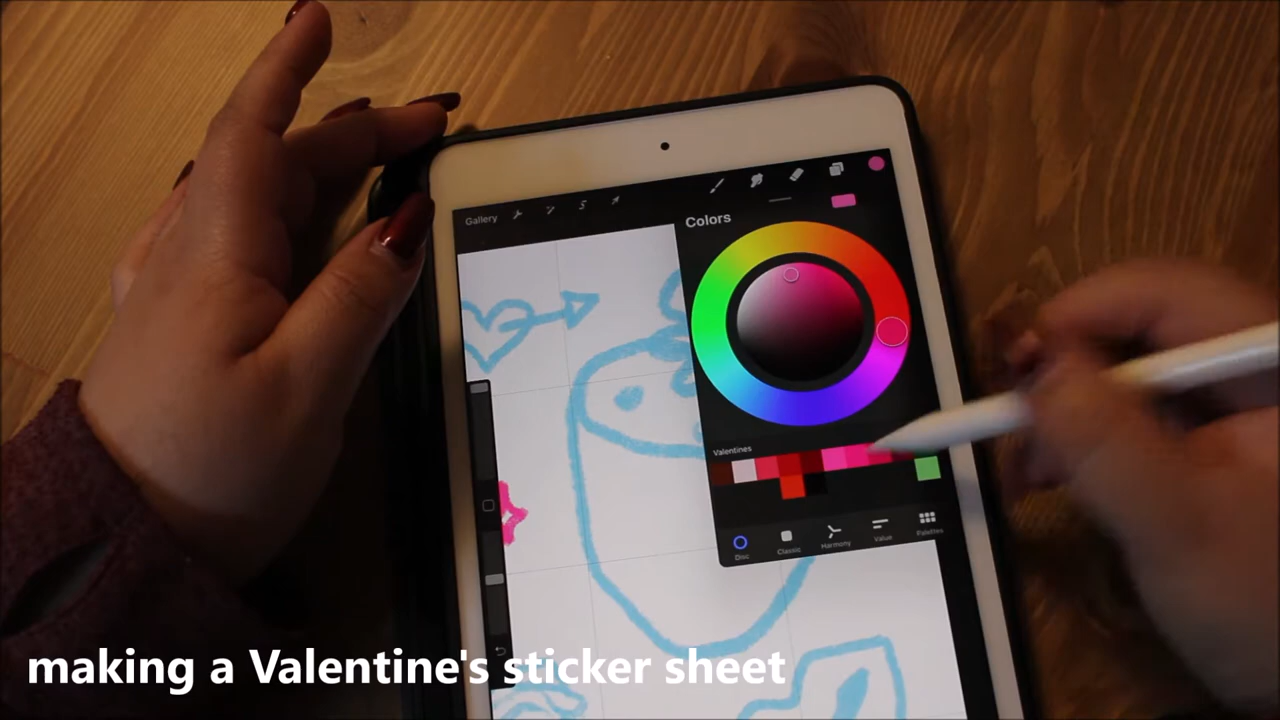 Gallery
Colors
Valentines
Disc
Classic
Harmony
Value
Palettes
making a Valentine's sticker sheet